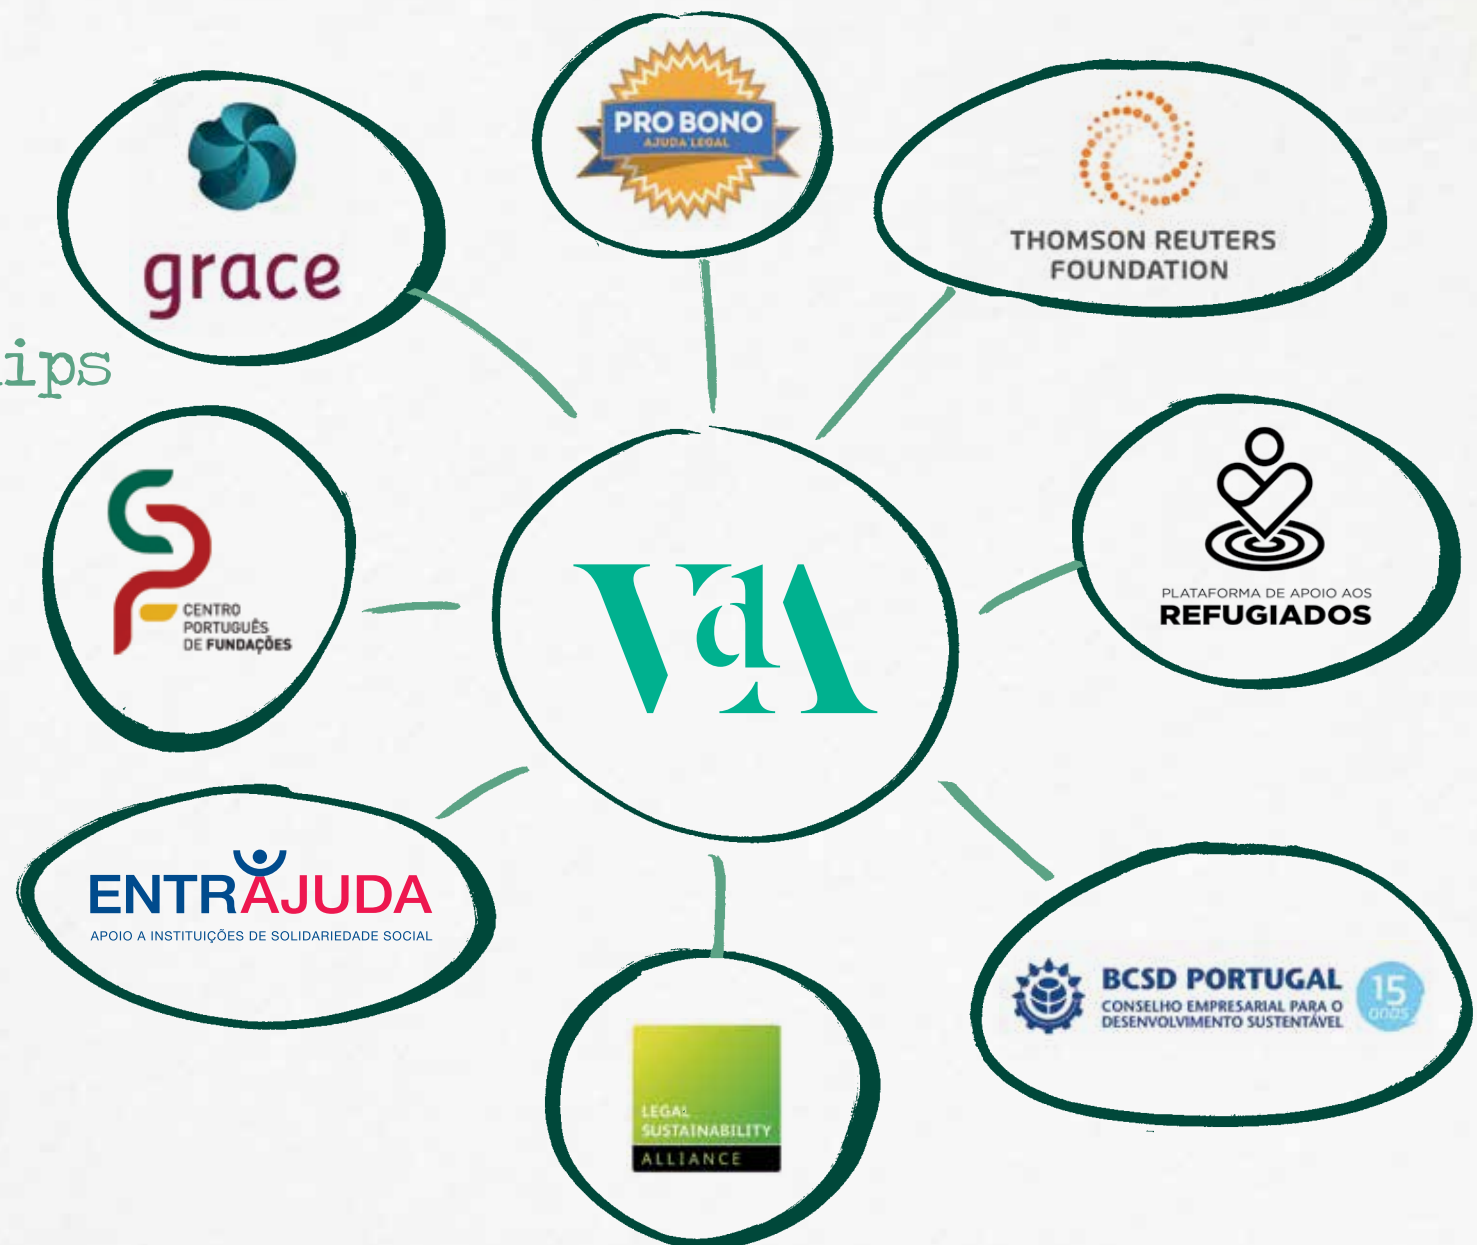 PRO BONO
AJUDA LEGAL
grace
THOMSON REUTERS
FOUNDATION
ips
CENTRO
PORTUGUÊS
DE FUNDAÇÕES
VdA
PLATAFORMA DE APOIO AOS
REFUGIADOS
ENTRAJUDA
APOIO A INSTITUIÇÕES DE SOLIDARIEDADE SOCIAL
BCSD PORTUGAL
CONSELHO EMPRESARIAL PARA O
DESENVOLVIMENTO SUSTENTÁVEL
15
anos
LEGAL
SUSTAINABILITY
ALLIANCE